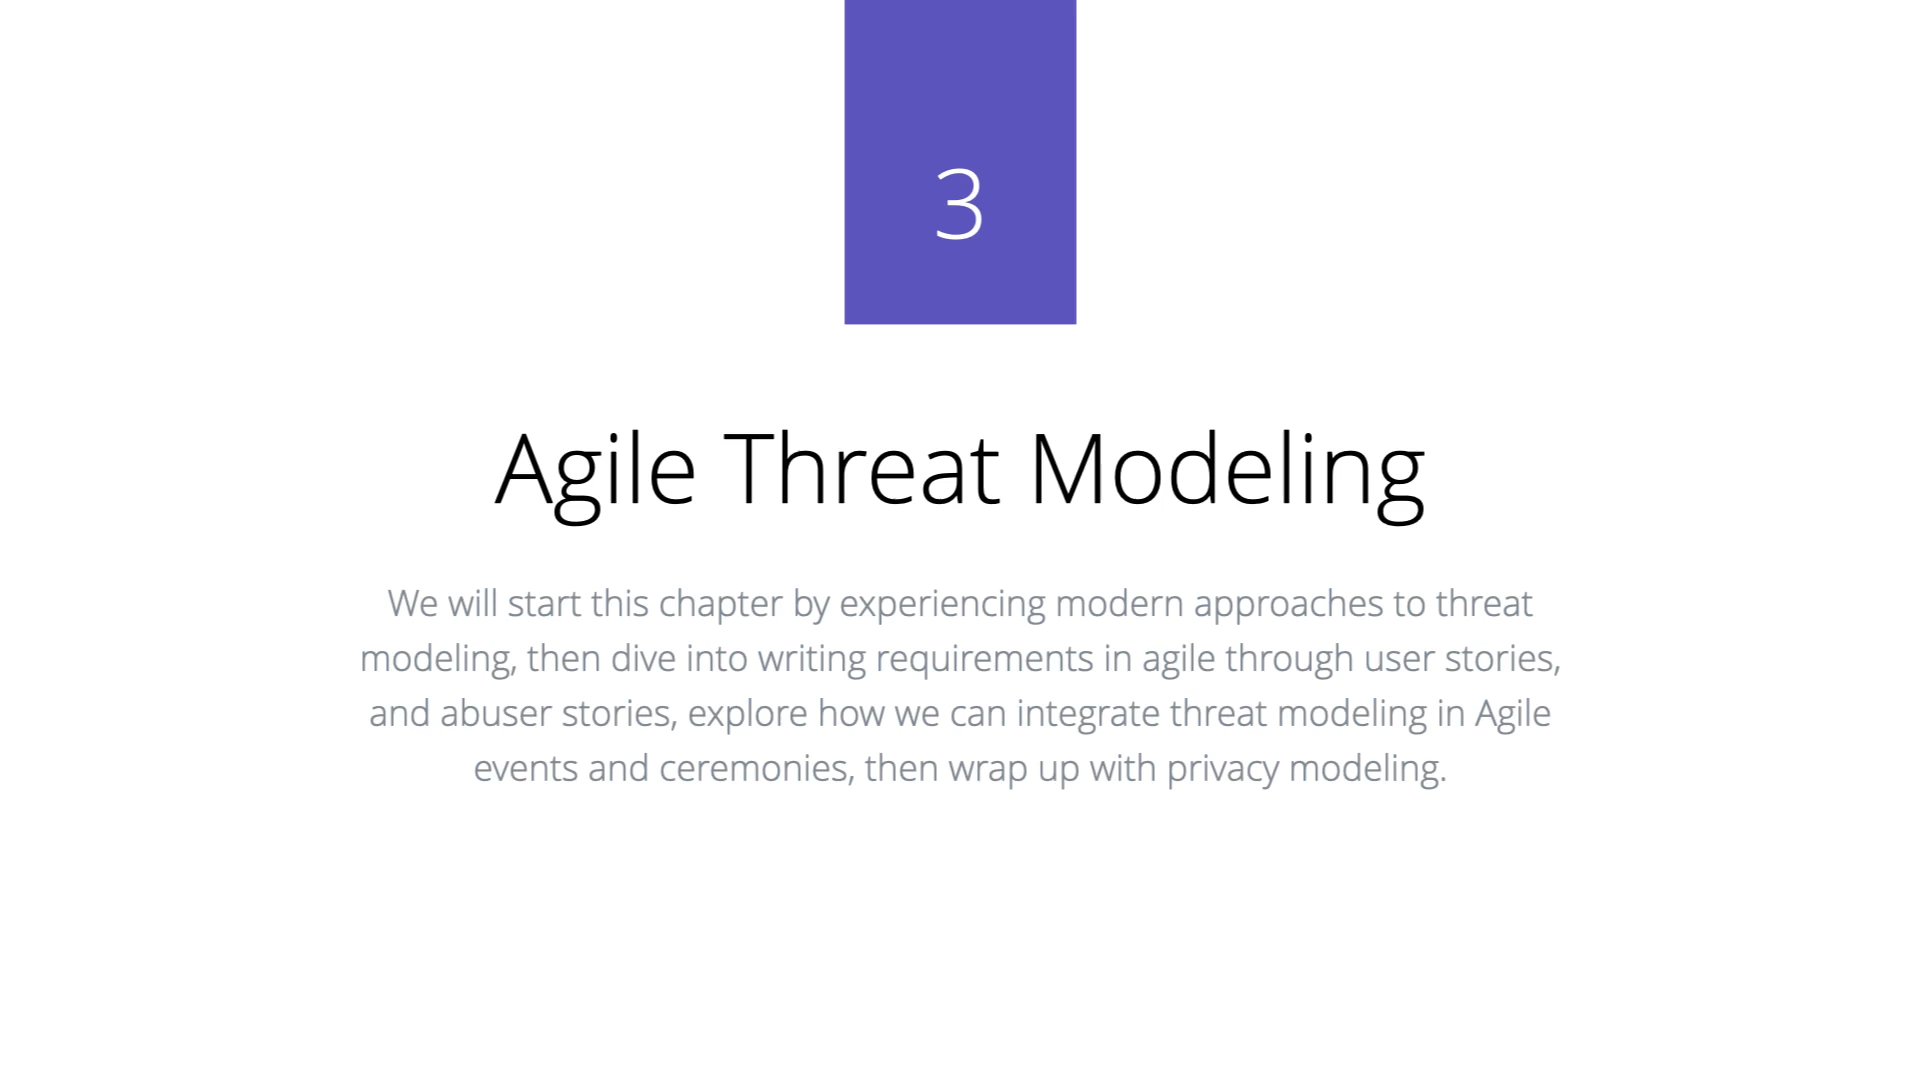 3
Agile Threat Modeling
We will start this chapter by experiencing modern approaches to threat
modeling, then dive into writing requirements in agile through user stories,
and abuser stories, explore how we can integrate threat modeling in Agile
events and ceremonies, then wrap up with privacy modeling.